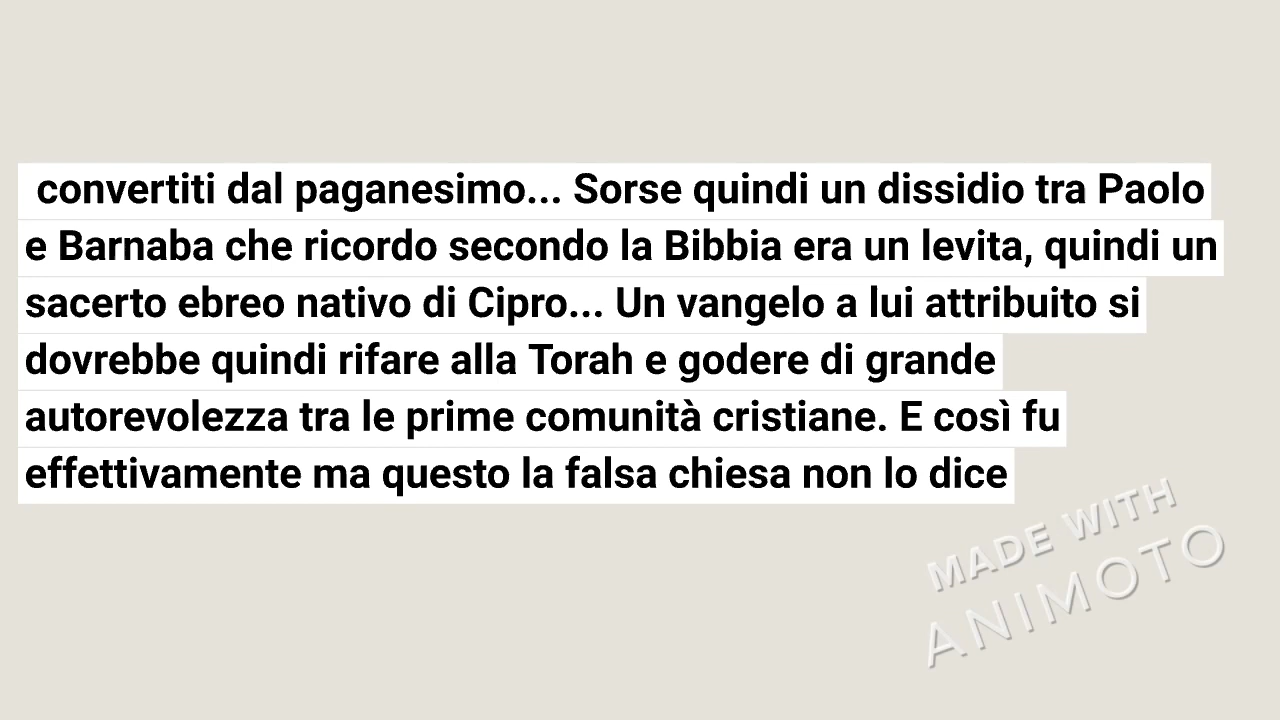 convertiti dal paganesimo... Sorse quindi un dissidio tra Paolo
e Barnaba che ricordo secondo la Bibbia era un levita, quindi un
sacerto ebreo nativo di Cipro... Un vangelo a lui attribuito si
dovrebbe quindi rifare alla Torah e godere di grande
autorevolezza tra le prime comunità cristiane. E così fu
effettivamente ma questo la falsa chiesa non lo dice
MADE WITH
ANIMOTO